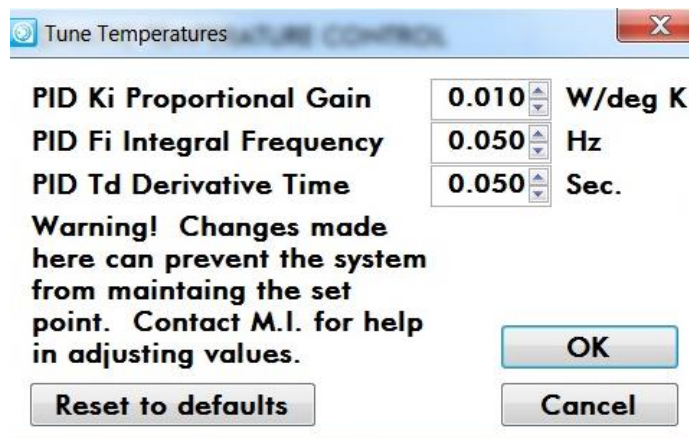 Tune Temperatures
PID Ki Proportional Gain 0.010 W/deg K
PID Fi Integral Frequency 0.050 Hz
PID Td Derivative Time 0.050 Sec.
Warning! Changes made
here can prevent the system
from maintaing the set
point. Contact M.I. for help
in adjusting values.
OK
Reset to defaults Cancel